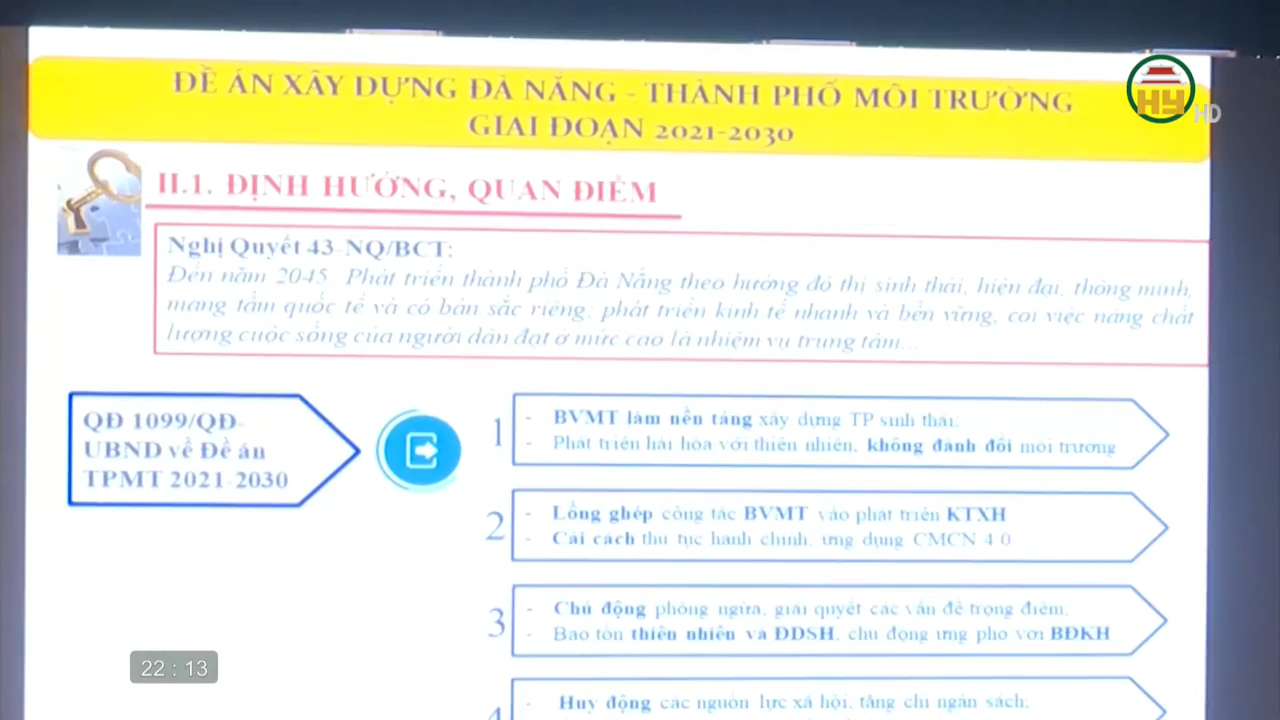 ĐỀ ÁN XÂY DỰNG ĐÀ NẴNG - THÀNH PHỐ MÔI TRƯỜNG
GIAI ĐOẠN 2021-2030
HY HD
II.1. ĐỊNH HƯỚNG, QUAN ĐIỂM
Nghị Quyết 43-NQ/BCT:
Đến năm 2045 Phát triển thành phố Đà Nẵng theo hướng đô thị sinh thái, hiện đại, thông minh,
mang tầm quốc tế và có bản sắc riêng; phát triển kinh tế nhanh và bền vững, coi việc nâng chất
lượng cuộc sống của người dân đạt ở mức cao là nhiệm vụ trung tâm...
QĐ 1099/QĐ-
UBND về Đề án
TPMT 2021-2030
1
- BVMT làm nền tảng xây dựng TP sinh thái;
- Phát triển hài hòa với thiên nhiên, không đánh đổi môi trường
2
- Lồng ghép công tác BVMT vào phát triển KTXH
- Cải cách thủ tục hành chính, ứng dụng CMCN 4.0
3
- Chủ động phòng ngừa, giải quyết các vấn đề trọng điểm;
- Bảo tồn thiên nhiên và ĐDSH, chủ động ứng phó với BĐKH
4
- Huy động các nguồn lực xã hội, tăng chi ngân sách;
22 : 13